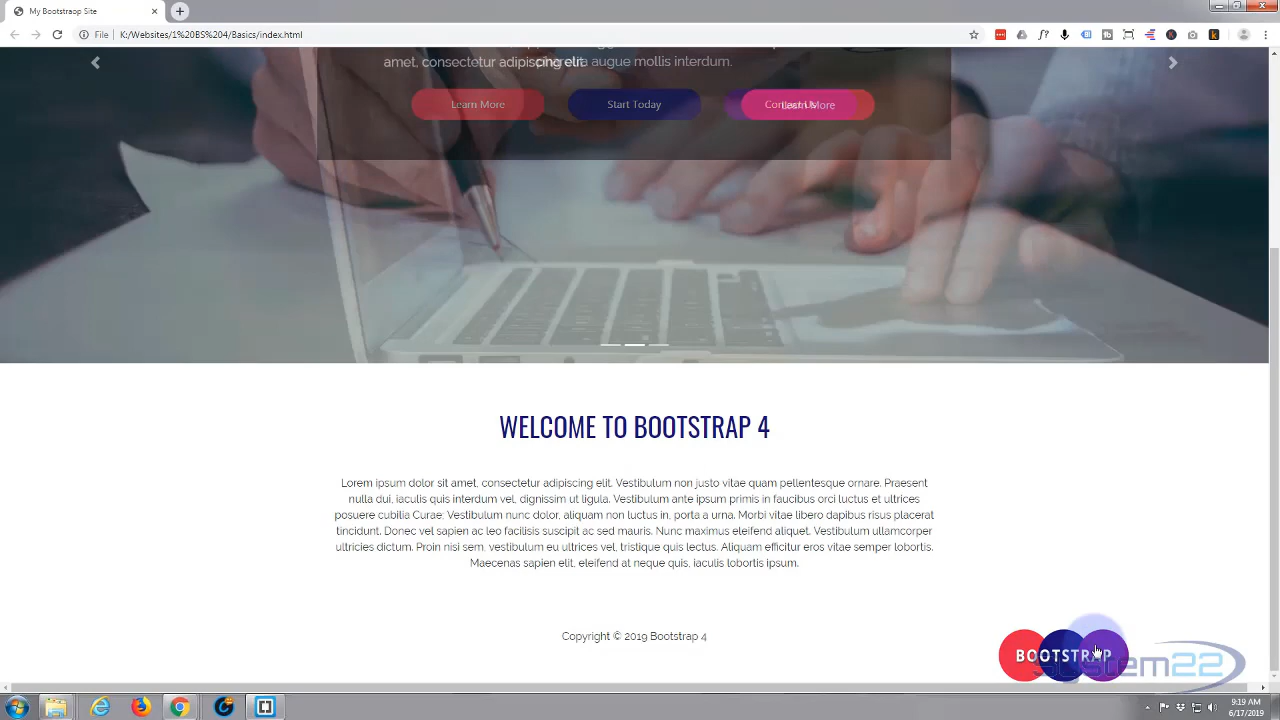 My Bootstraop Site
File
K:/Websites/1%20BS%204/Basics/index.html
amet, consectetur adipiscing elit.
pharetra augue mollis interdum.
Learn More
Start Today
Contact Us
Learn More
WELCOME TO BOOTSTRAP 4
Lorem ipsum dolor sit amet, consectetur adipiscing elit. Vestibulum non justo vitae quam pellentesque ornare. Praesent
nulla dui, iaculis quis interdum vel, dignissim ut ligula. Vestibulum ante ipsum primis in faucibus orci luctus et ultrices
posuere cubilia Curae; Vestibulum nunc dolor, aliquam non luctus in, porta a urna. Morbi vitae libero dapibus risus placerat
tincidunt. Donec vel sapien ac leo facilisis suscipit ac sed mauris. Nunc maximus eleifend aliquet. Vestibulum ullamcorper
ultricies dictum. Proin nisi sem, vestibulum eu ultrices vel, tristique quis lectus. Aliquam efficitur eros vitae semper lobortis.
Maecenas sapien elit, eleifend at neque quis, iaculis lobortis ipsum.
Copyright © 2019 Bootstrap 4
BOOTSTRAP
system22
9:19 AM
6/17/2019